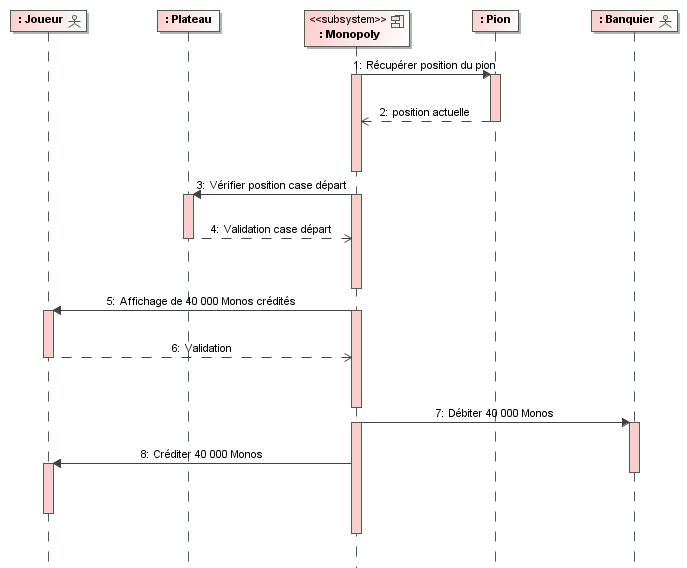 : Joueur
: Plateau
<<subsystem>>
: Monopoly
: Pion
: Banquier
1: Récupérer position du pion
2: position actuelle
3: Vérifier position case départ
4: Validation case départ
5: Affichage de 40 000 Monos crédités
6: Validation
7: Débiter 40 000 Monos
8: Créditer 40 000 Monos